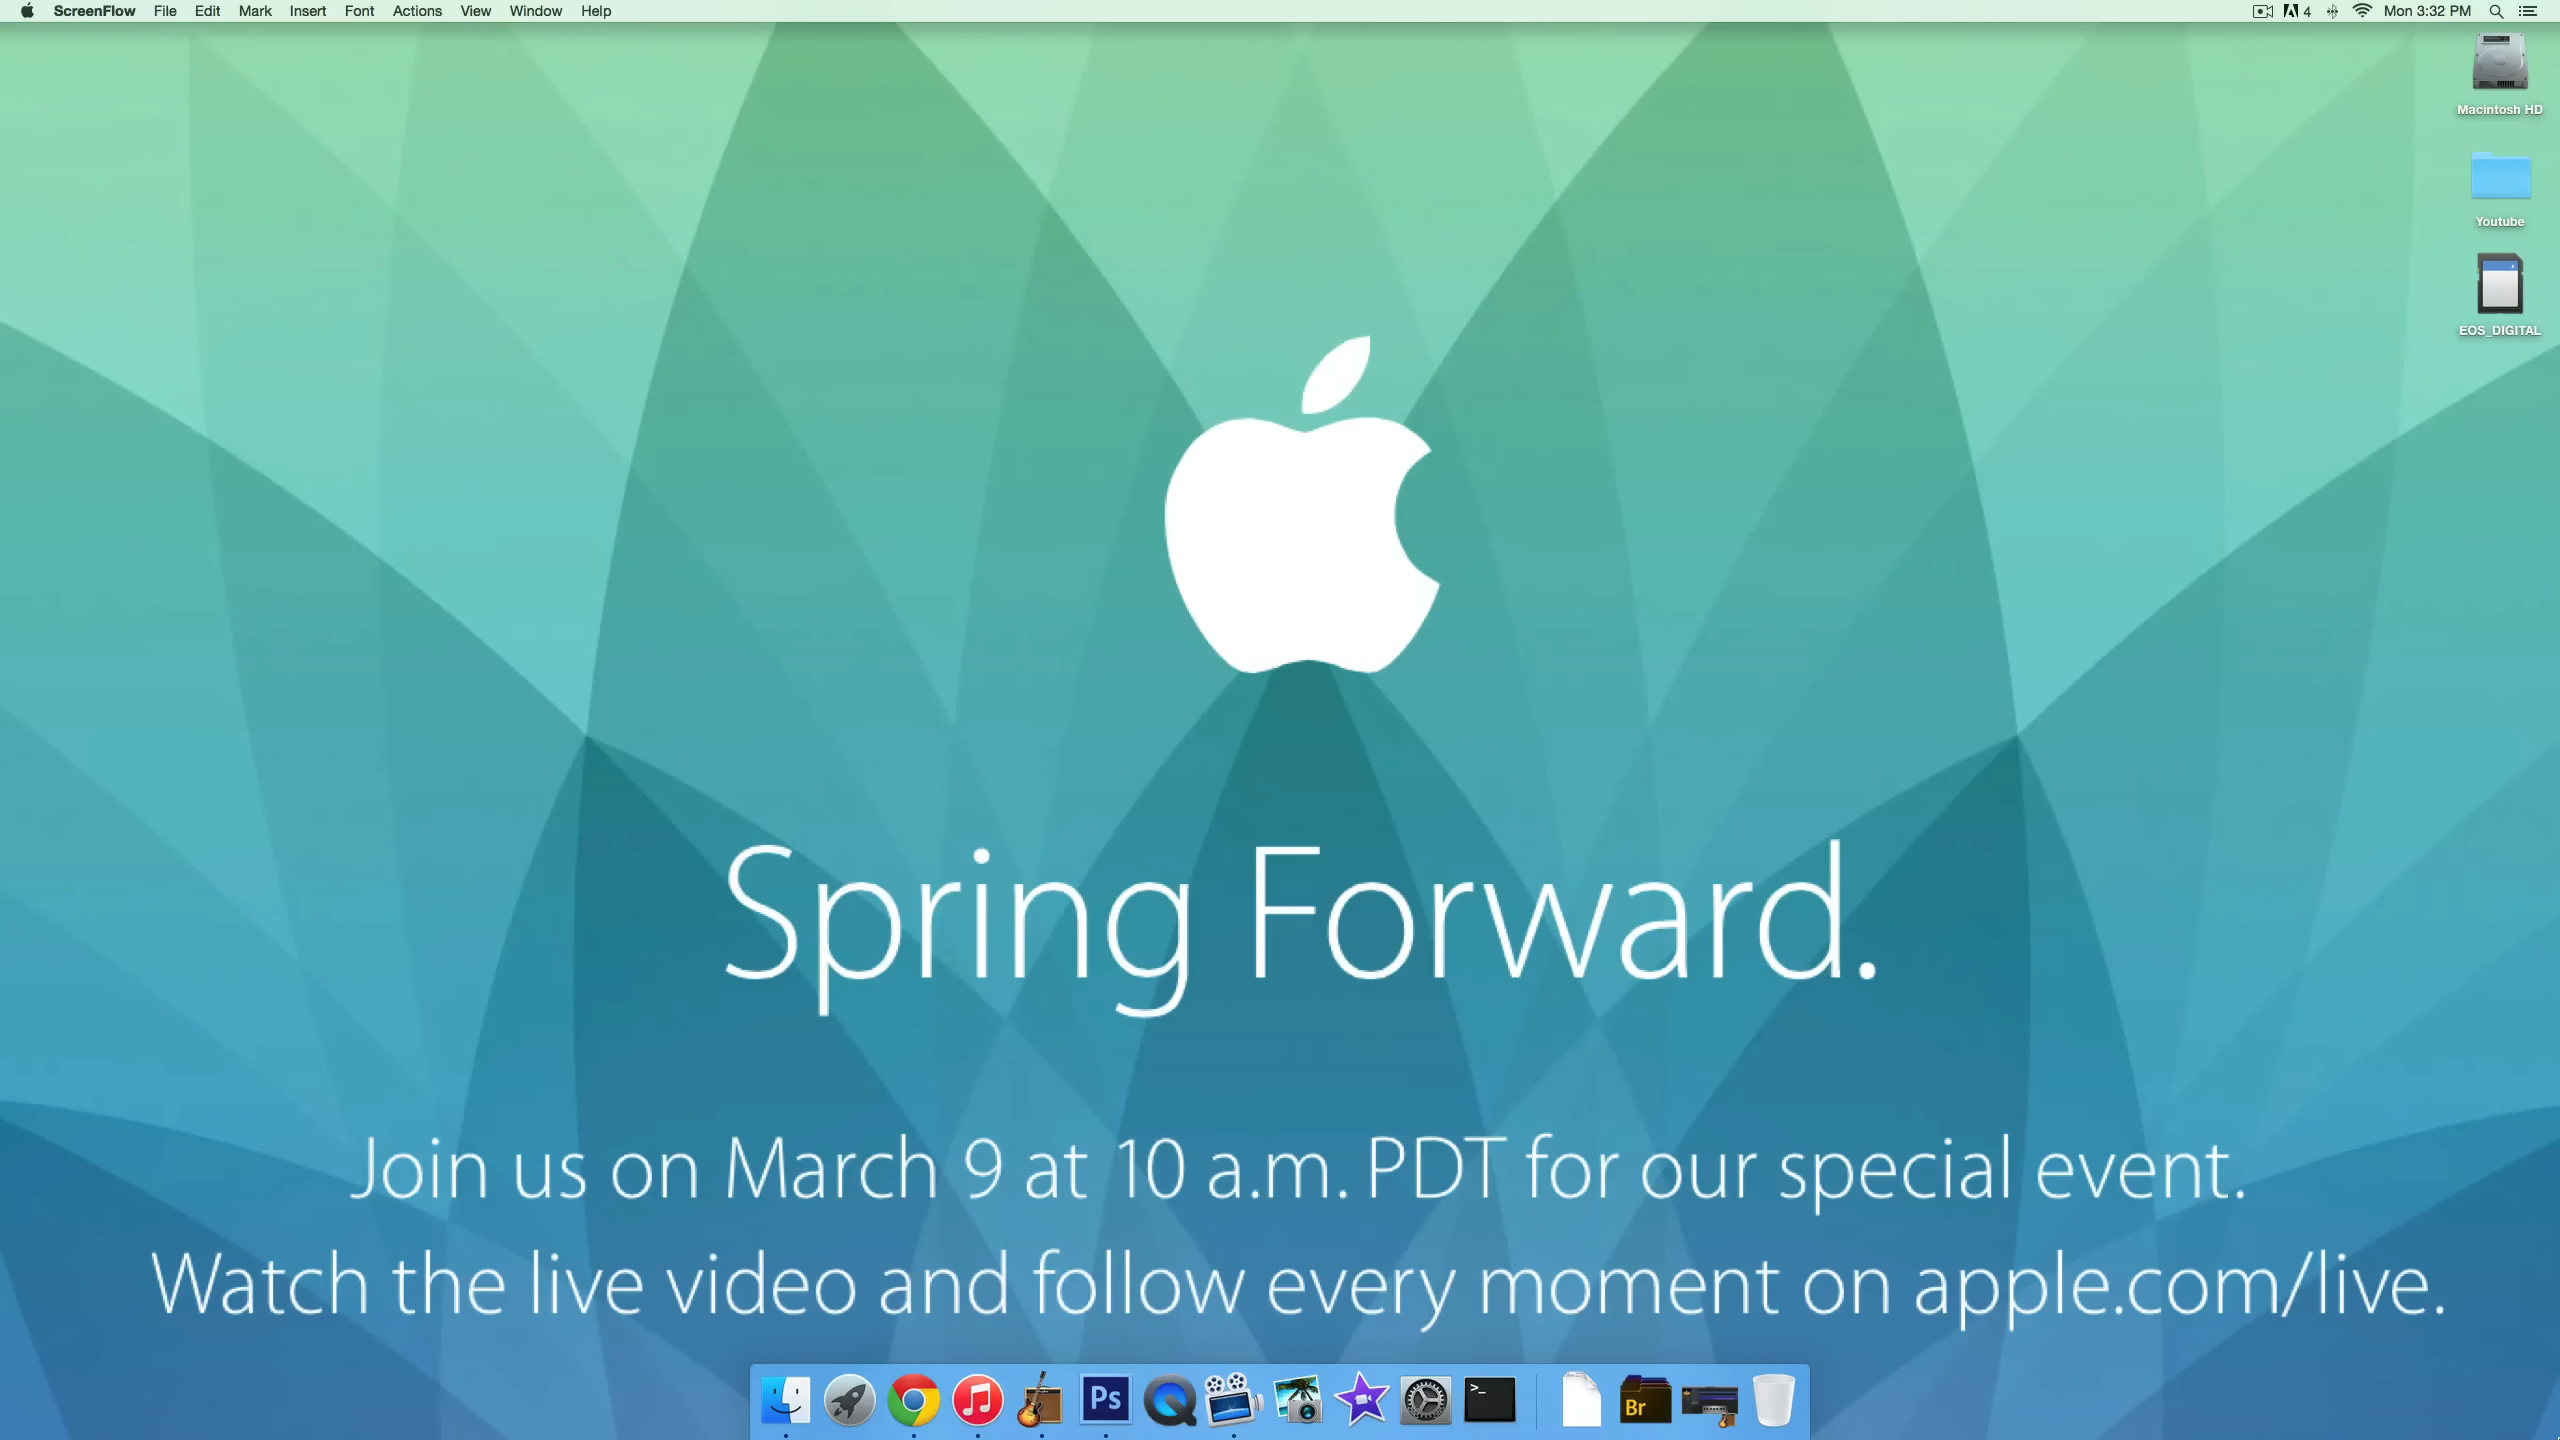 ScreenFlow File Edit Mark Insert Font Actions View Window Help 4 Mon 3:32 PM
Macintosh HD
Youtube
EOS_DIGITAL
Spring Forward.
Join us on March 9 at 10 a.m. PDT for our special event.
Watch the live video and follow every moment on apple.com/live.
Ps
>_
Br